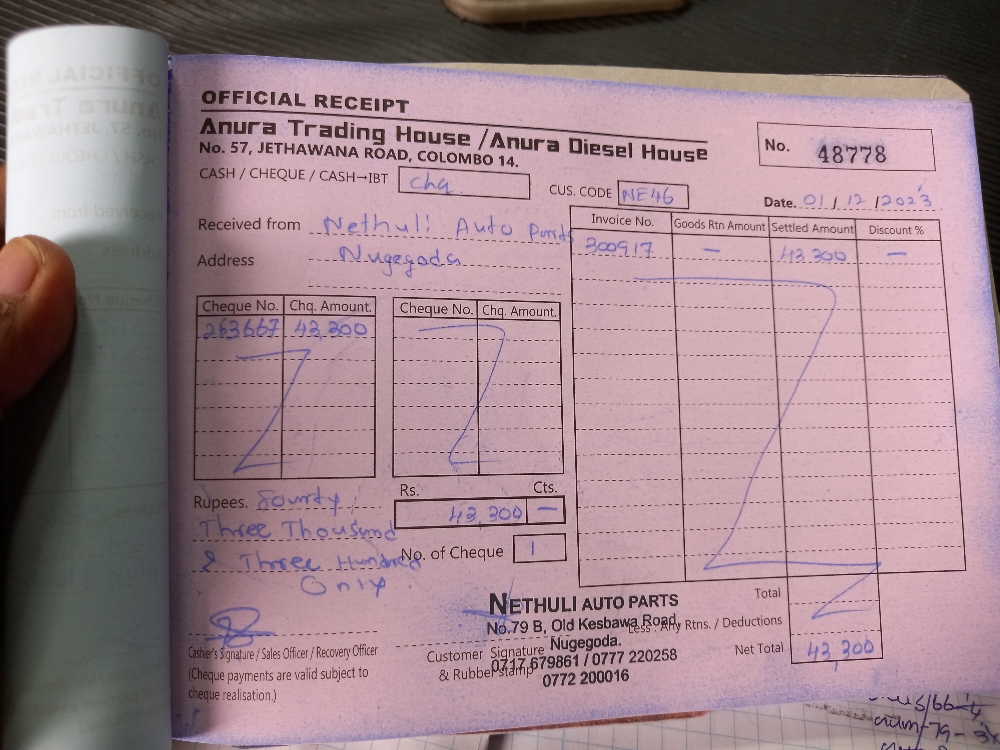 OFFICIAL RECEIPT
Anura Trading House / Anura Diesel House
No. 57, JETHAWANA ROAD, COLOMBO 14.
No. 48778
CASH / CHEQUE / CASH→IBT chq.
CUS. CODE NE46
Date. 01 / 12 / 2023
Received from Nethuli Auto Parts
Address Nugegoda
Invoice No. Goods Rtn Amount Settled Amount Discount %
300917 — 43,300 —
Cheque No. Chq. Amount. Cheque No. Chq. Amount.
263667 43,300
Rupees. Fourty
Three Thousand
& Three Hundred
Only
Rs. Cts.
43,300 —
No. of Cheque 1
NETHULI AUTO PARTS
No.79 B, Old Kesbawa Road,
Nugegoda.
0717 679861 / 0777 220258
0772 200016
Total
Less : Any Rtns. / Deductions
Net Total 43,300
Cashier's Signature / Sales Officer / Recovery Officer
(Cheque payments are valid subject to
cheque realisation.)
Customer Signature
& Rubber stamp